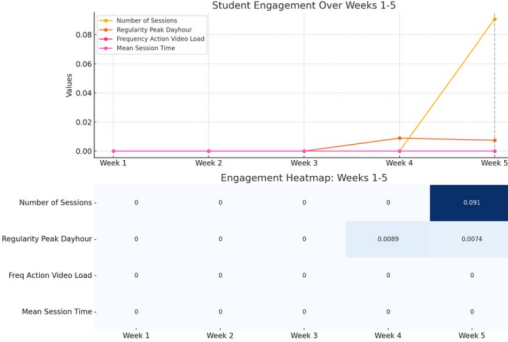 Student Engagement Over Weeks 1-5
Number of Sessions
Regularity Peak Dayhour
Frequency Action Video Load
Mean Session Time
Values
0.08
0.06
0.04
0.02
0.00
Week 1 Week 2 Week 3 Week 4 Week 5
Engagement Heatmap: Weeks 1-5
Number of Sessions 0 0 0 0 0.091
Regularity Peak Dayhour 0 0 0 0.0089 0.0074
Freq Action Video Load 0 0 0 0 0
Mean Session Time 0 0 0 0 0
Week 1 Week 2 Week 3 Week 4 Week 5